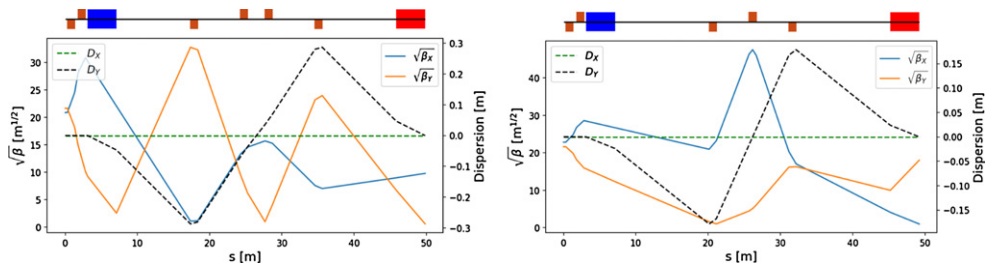 D_X
D_Y
√β_X
√β_Y
30
25
20
15
10
5
0
0.3
0.2
0.1
0.0
−0.1
−0.2
−0.3
√β [m^1/2]
Dispersion [m]
0 10 20 30 40 50
s [m]
D_X
D_Y
√β_X
√β_Y
40
30
20
10
0
0.15
0.10
0.05
0.00
−0.05
−0.10
−0.15
√β [m^1/2]
Dispersion [m]
0 10 20 30 40 50
s [m]